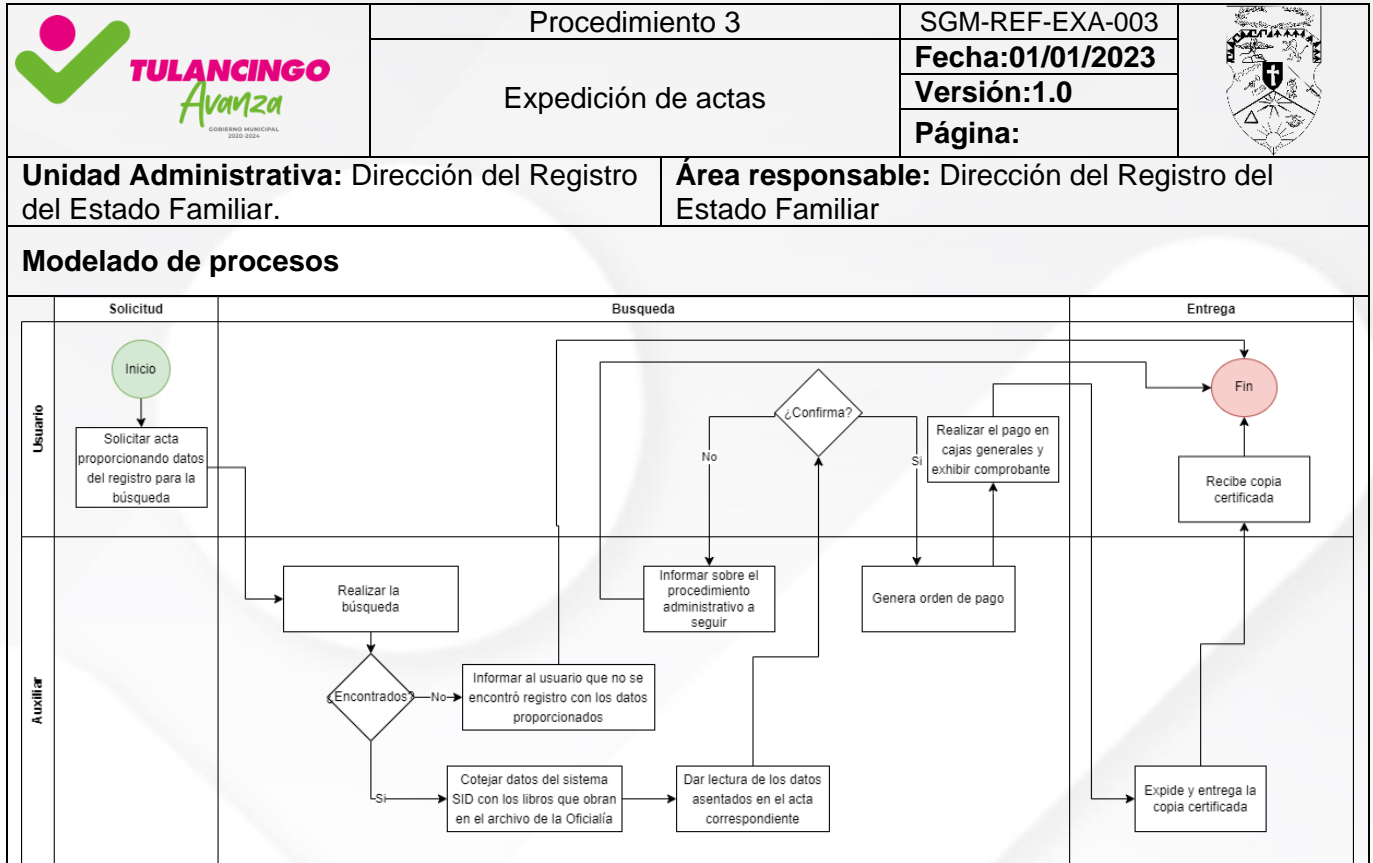 TULANCINGO
Avanza
GOBIERNO MUNICIPAL
2020-2024
Procedimiento 3
Expedición de actas
SGM-REF-EXA-003
Fecha:01/01/2023
Versión:1.0
Página:
Unidad Administrativa: Dirección del Registro
del Estado Familiar.
Área responsable: Dirección del Registro del
Estado Familiar
Modelado de procesos
Solicitud
Busqueda
Entrega
Usuario
Inicio
Solicitar acta
proporcionando datos
del registro para la
búsqueda
¿Confirma?
No
Si
Realizar el pago en
cajas generales y
exhibir comprobante
Fin
Recibe copia
certificada
Auxiliar
Realizar la
búsqueda
¿Encontrados?
No
Informar al usuario que no se
encontró registro con los datos
proporcionados
Informar sobre el
procedimiento
administrativo a
seguir
Genera orden de pago
Si
Cotejar datos del sistema
SID con los libros que obran
en el archivo de la Oficialía
Dar lectura de los datos
asentados en el acta
correspondiente
Expide y entrega la
copia certificada